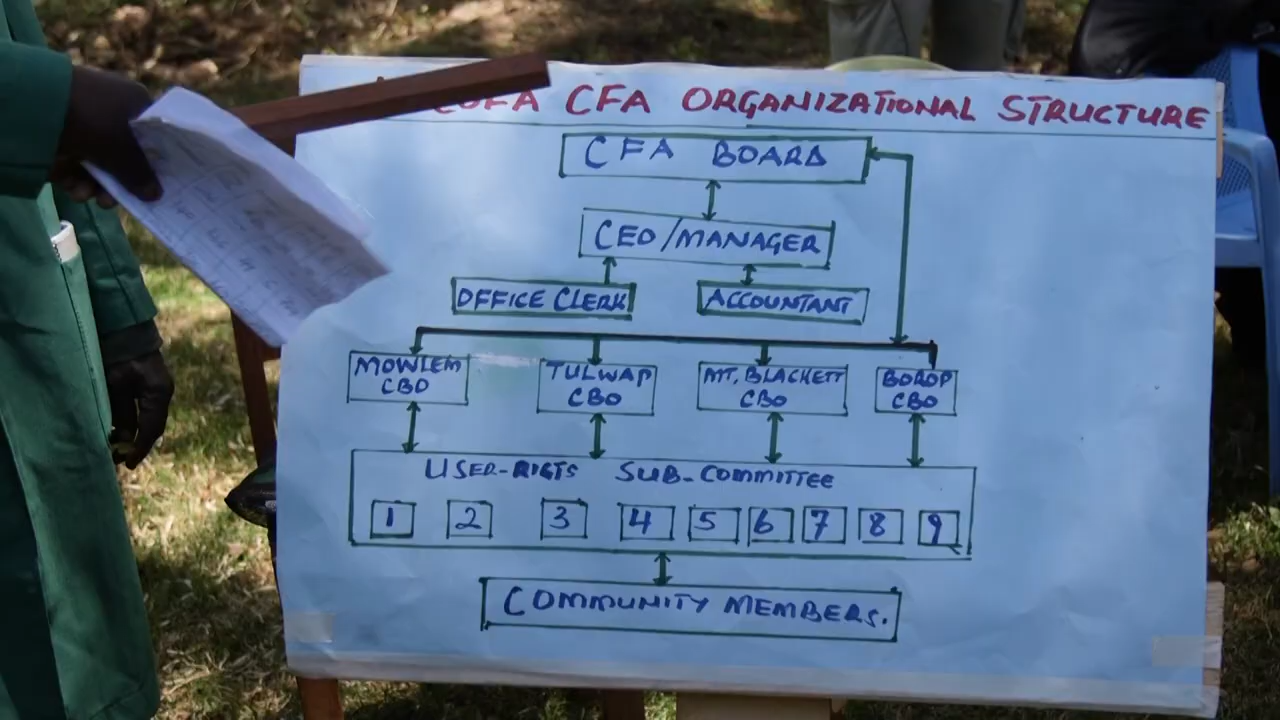 CFA ORGANIZATIONAL STRUCTURE
CFA BOARD
CEO/MANAGER
OFFICE CLERK
ACCOUNTANT
MOWLEM
CBO
TULWAP
CBO
MT. BLACKETT
CBO
BOROP
CBO
USER-RIGTS SUB-COMMITTEE
1 2 3 4 5 6 7 8 9
COMMUNITY MEMBERS.